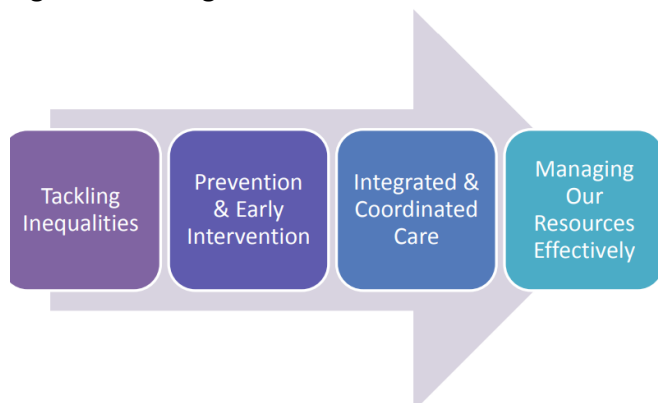 Tackling
Inequalities
Prevention
& Early
Intervention
Integrated &
Coordinated
Care
Managing
Our
Resources
Effectively